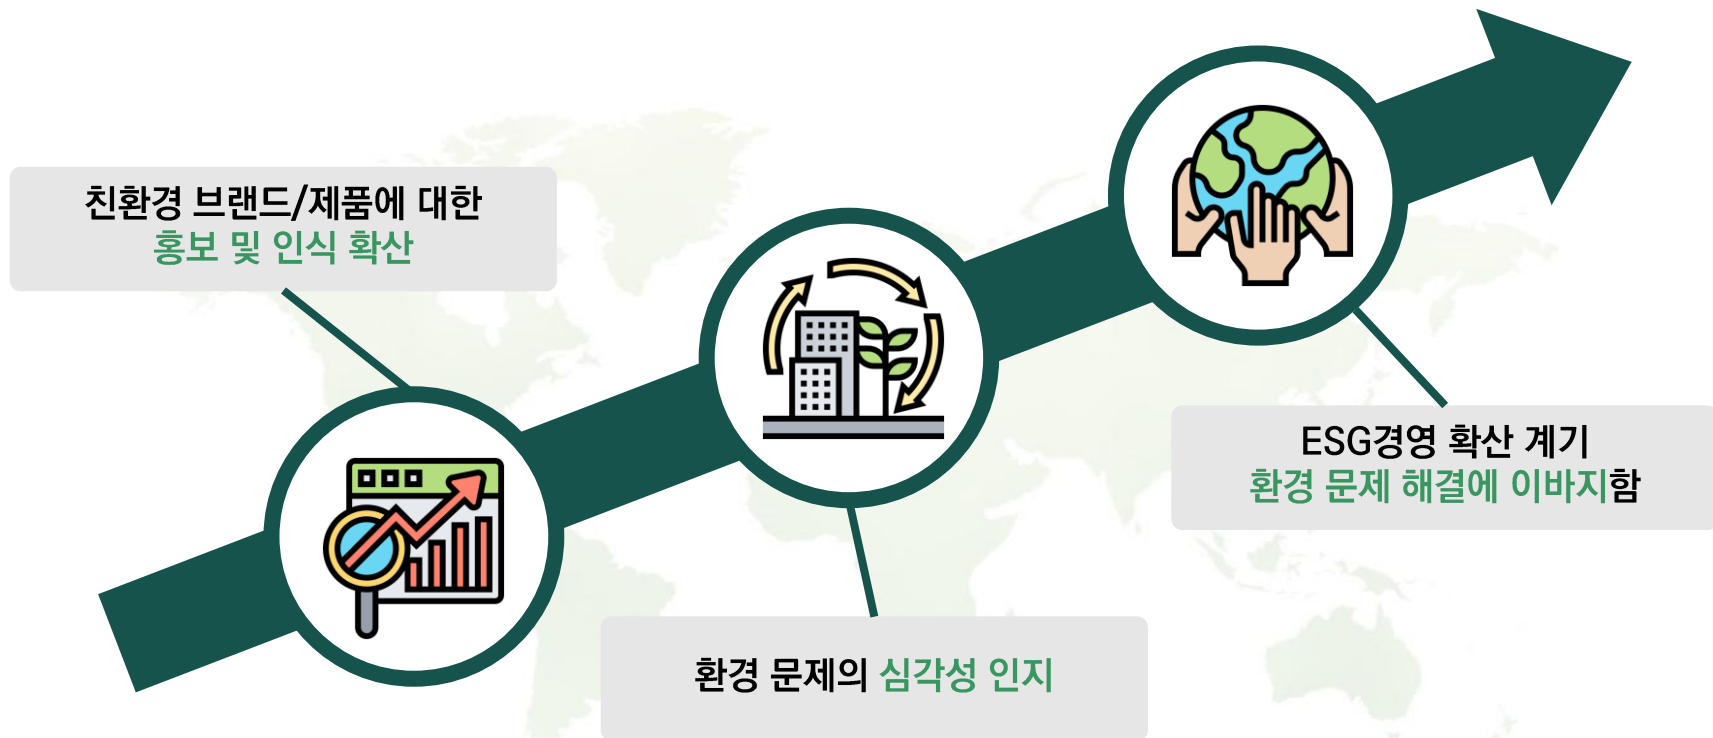 친환경 브랜드/제품에 대한
홍보 및 인식 확산
환경 문제의 심각성 인지
ESG경영 확산 계기
환경 문제 해결에 이바지함